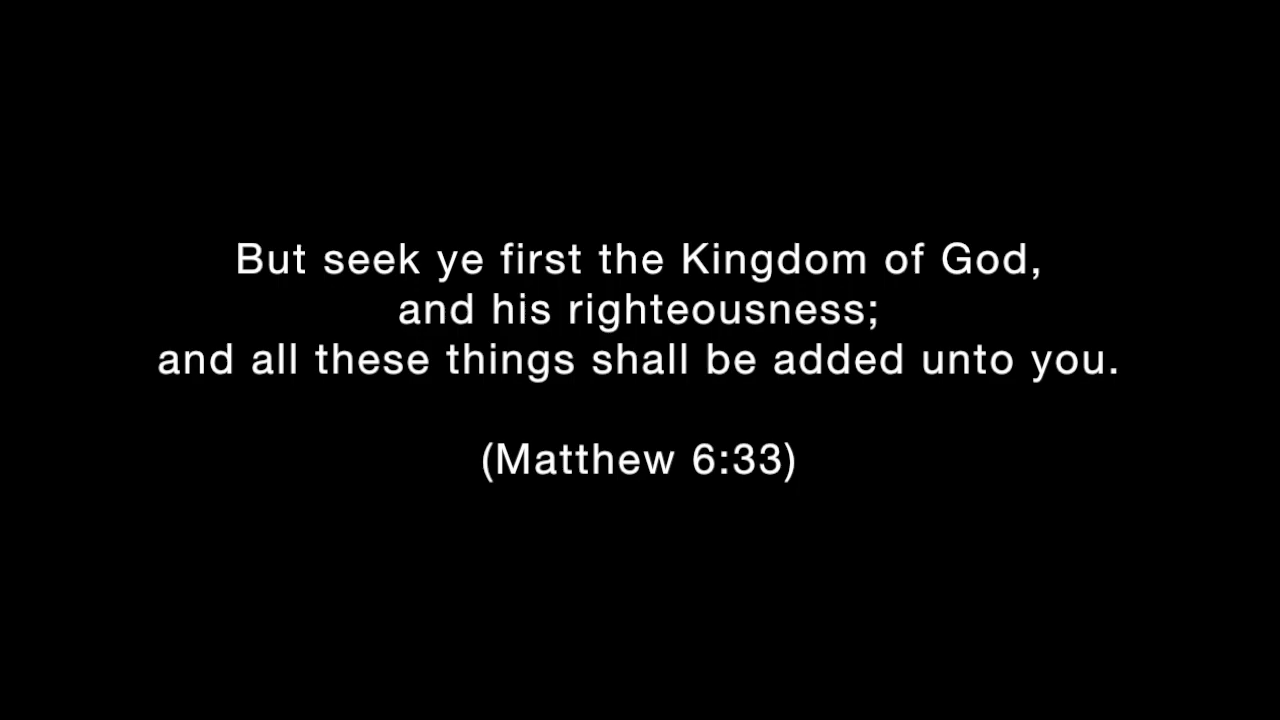 But seek ye first the Kingdom of God,
and his righteousness;
and all these things shall be added unto you.
(Matthew 6:33)